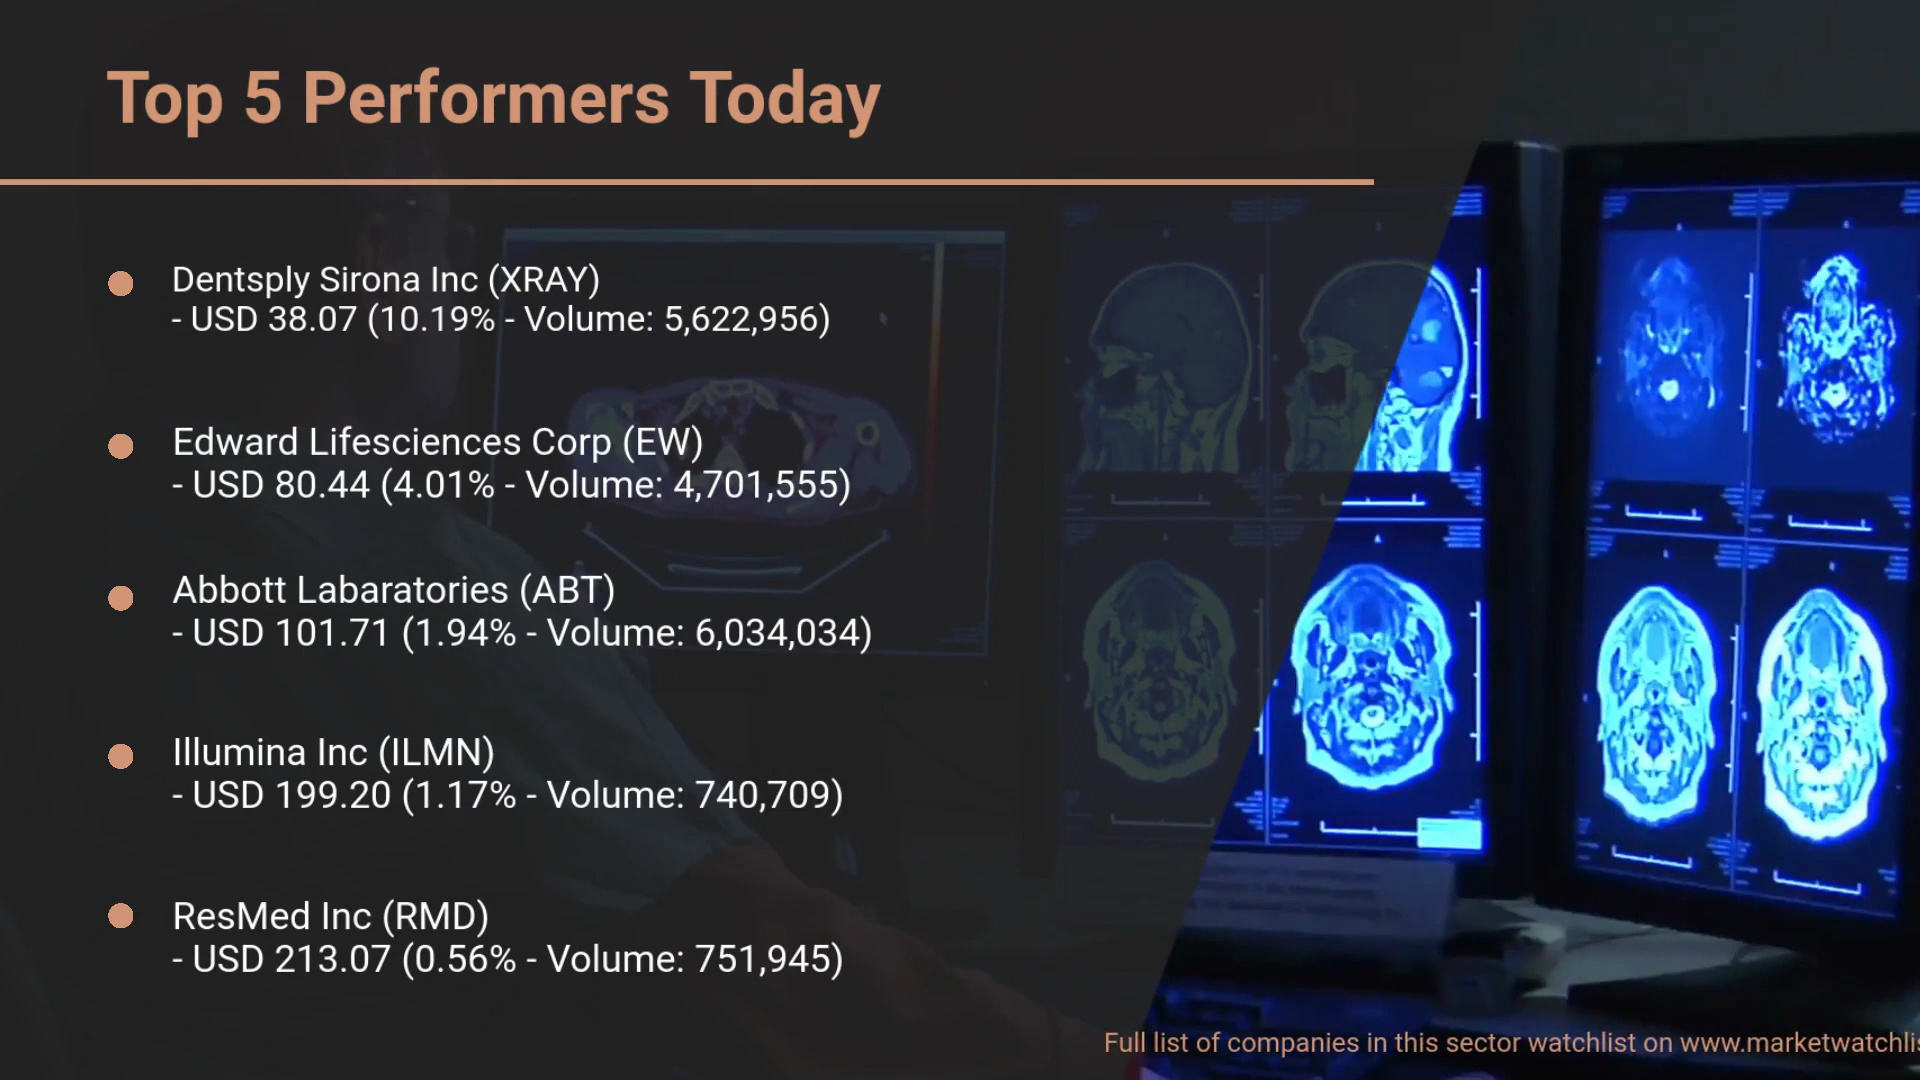 Top 5 Performers Today
Dentsply Sirona Inc (XRAY)
- USD 38.07 (10.19% - Volume: 5,622,956)
Edward Lifesciences Corp (EW)
- USD 80.44 (4.01% - Volume: 4,701,555)
Abbott Labaratories (ABT)
- USD 101.71 (1.94% - Volume: 6,034,034)
Illumina Inc (ILMN)
- USD 199.20 (1.17% - Volume: 740,709)
ResMed Inc (RMD)
- USD 213.07 (0.56% - Volume: 751,945)
Full list of companies in this sector watchlist on